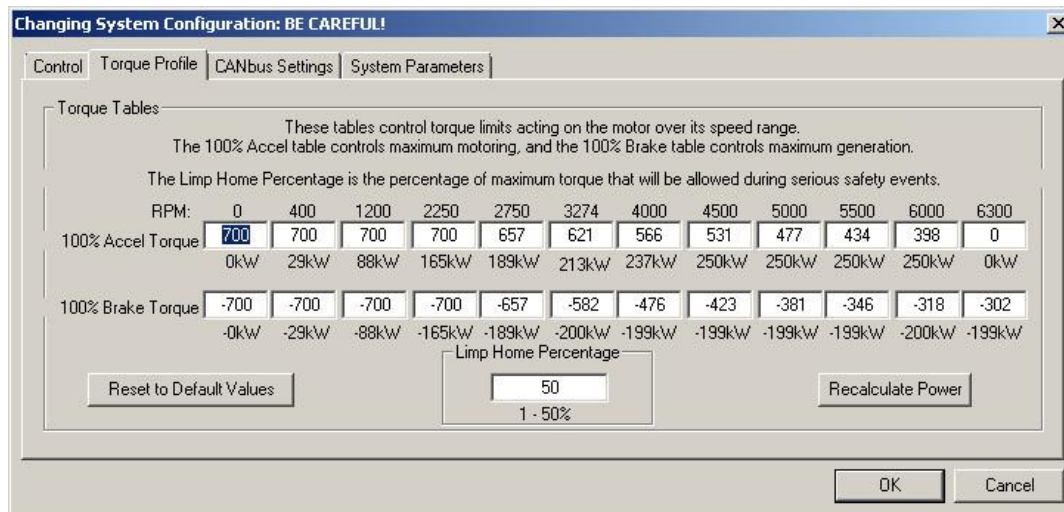 Changing System Configuration: BE CAREFUL!
Control Torque Profile CANbus Settings System Parameters
Torque Tables
These tables control torque limits acting on the motor over its speed range.
The 100% Accel table controls maximum motoring, and the 100% Brake table controls maximum generation.
The Limp Home Percentage is the percentage of maximum torque that will be allowed during serious safety events.
RPM: 0 400 1200 2250 2750 3274 4000 4500 5000 5500 6000 6300
100% Accel Torque 700 700 700 700 657 621 566 531 477 434 398 0
0kW 29kW 88kW 165kW 189kW 213kW 237kW 250kW 250kW 250kW 250kW 0kW
100% Brake Torque -700 -700 -700 -700 -657 -582 -476 -423 -381 -346 -318 -302
-0kW -29kW -88kW -165kW -189kW -200kW -199kW -199kW -199kW -199kW -200kW -199kW
Limp Home Percentage
Reset to Default Values 50 Recalculate Power
1 - 50%
OK Cancel